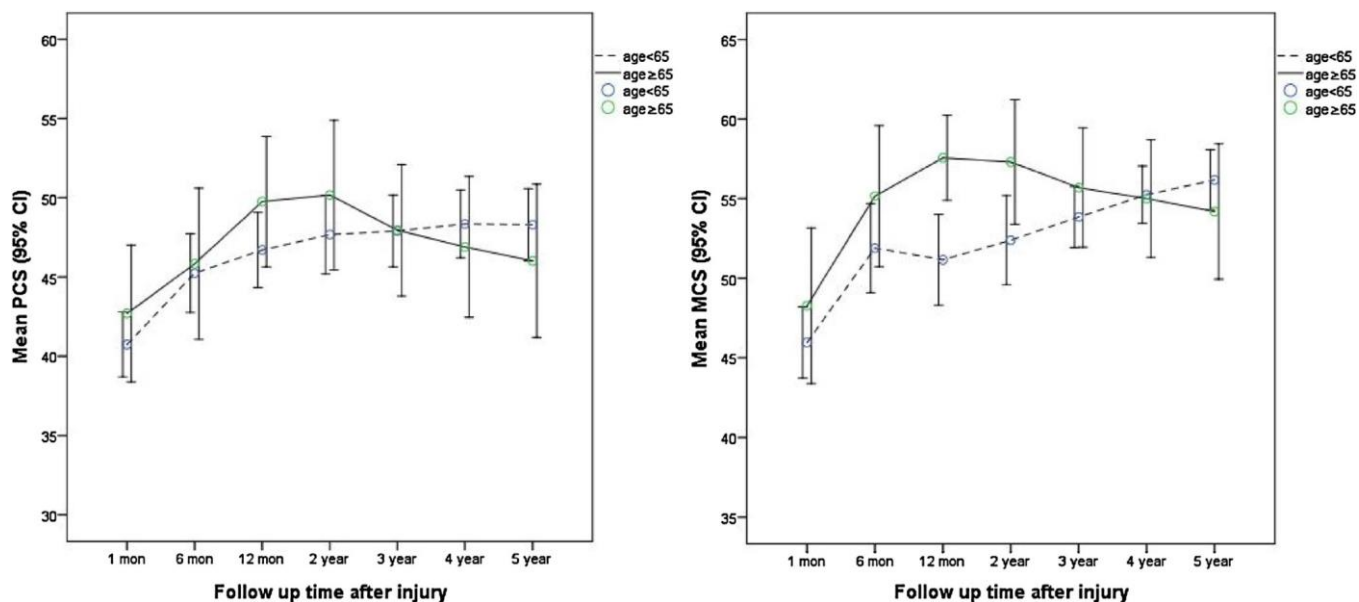 Mean PCS (95% CI)
60
55
50
45
40
35
30
1 mon 6 mon 12 mon 2 year 3 year 4 year 5 year
Follow up time after injury
age<65
age≥65
age<65
age≥65
Mean MCS (95% CI)
65
60
55
50
45
40
35
1 mon 6 mon 12 mon 2 year 3 year 4 year 5 year
Follow up time after injury
age<65
age≥65
age<65
age≥65